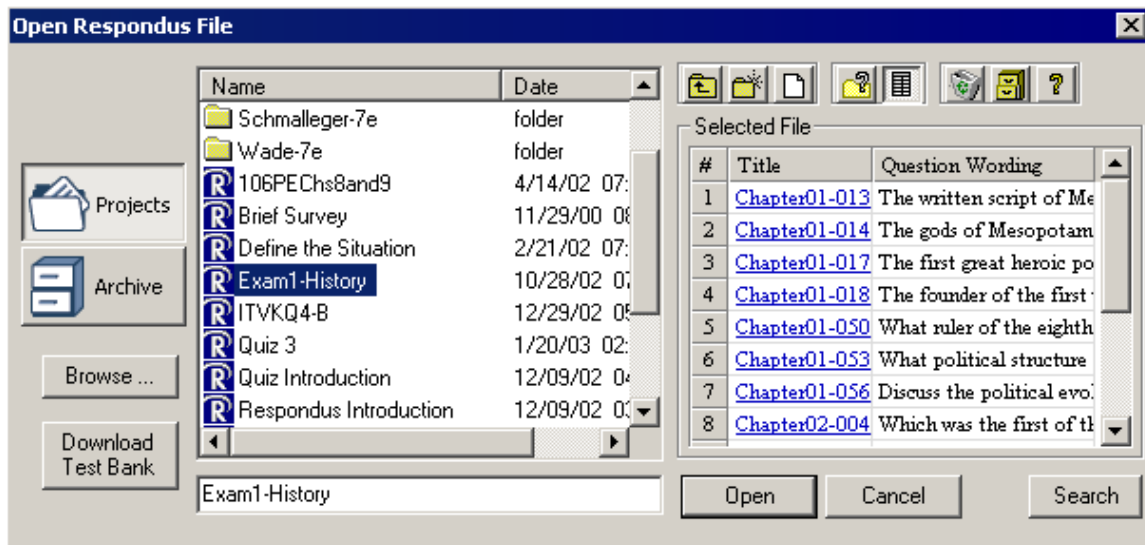 Open Respondus File
Projects
Archive
Browse ...
Download
Test Bank
Name Date
Schmalleger-7e folder
Wade-7e folder
106PEChs8and9 4/14/02 07:
Brief Survey 11/29/00
Define the Situation 2/21/02 07:
Exam1-History 10/28/02
ITVKQ4-B 12/29/02
Quiz 3 1/20/03 02:
Quiz Introduction 12/09/02
Respondus Introduction 12/09/02
Exam1-History
Selected File
# Title Question Wording
1 Chapter01-013 The written script of Me
2 Chapter01-014 The gods of Mesopotam
3 Chapter01-017 The first great heroic po
4 Chapter01-018 The founder of the first
5 Chapter01-050 What ruler of the eighth
6 Chapter01-053 What political structure
7 Chapter01-056 Discuss the political evo
8 Chapter02-004 Which was the first of
Open Cancel Search